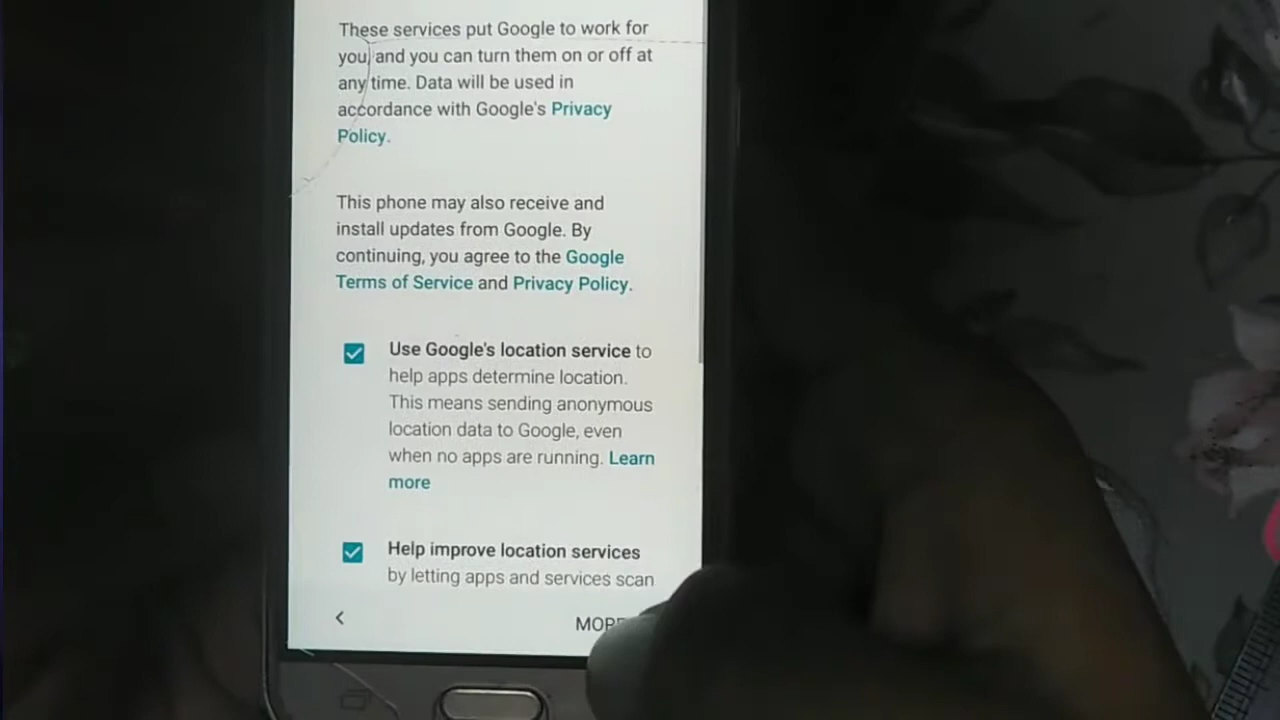 These services put Google to work for
you, and you can turn them on or off at
any time. Data will be used in
accordance with Google's Privacy
Policy.
This phone may also receive and
install updates from Google. By
continuing, you agree to the Google
Terms of Service and Privacy Policy.
Use Google's location service to
help apps determine location.
This means sending anonymous
location data to Google, even
when no apps are running. Learn
more
Help improve location services
by letting apps and services scan
MORE